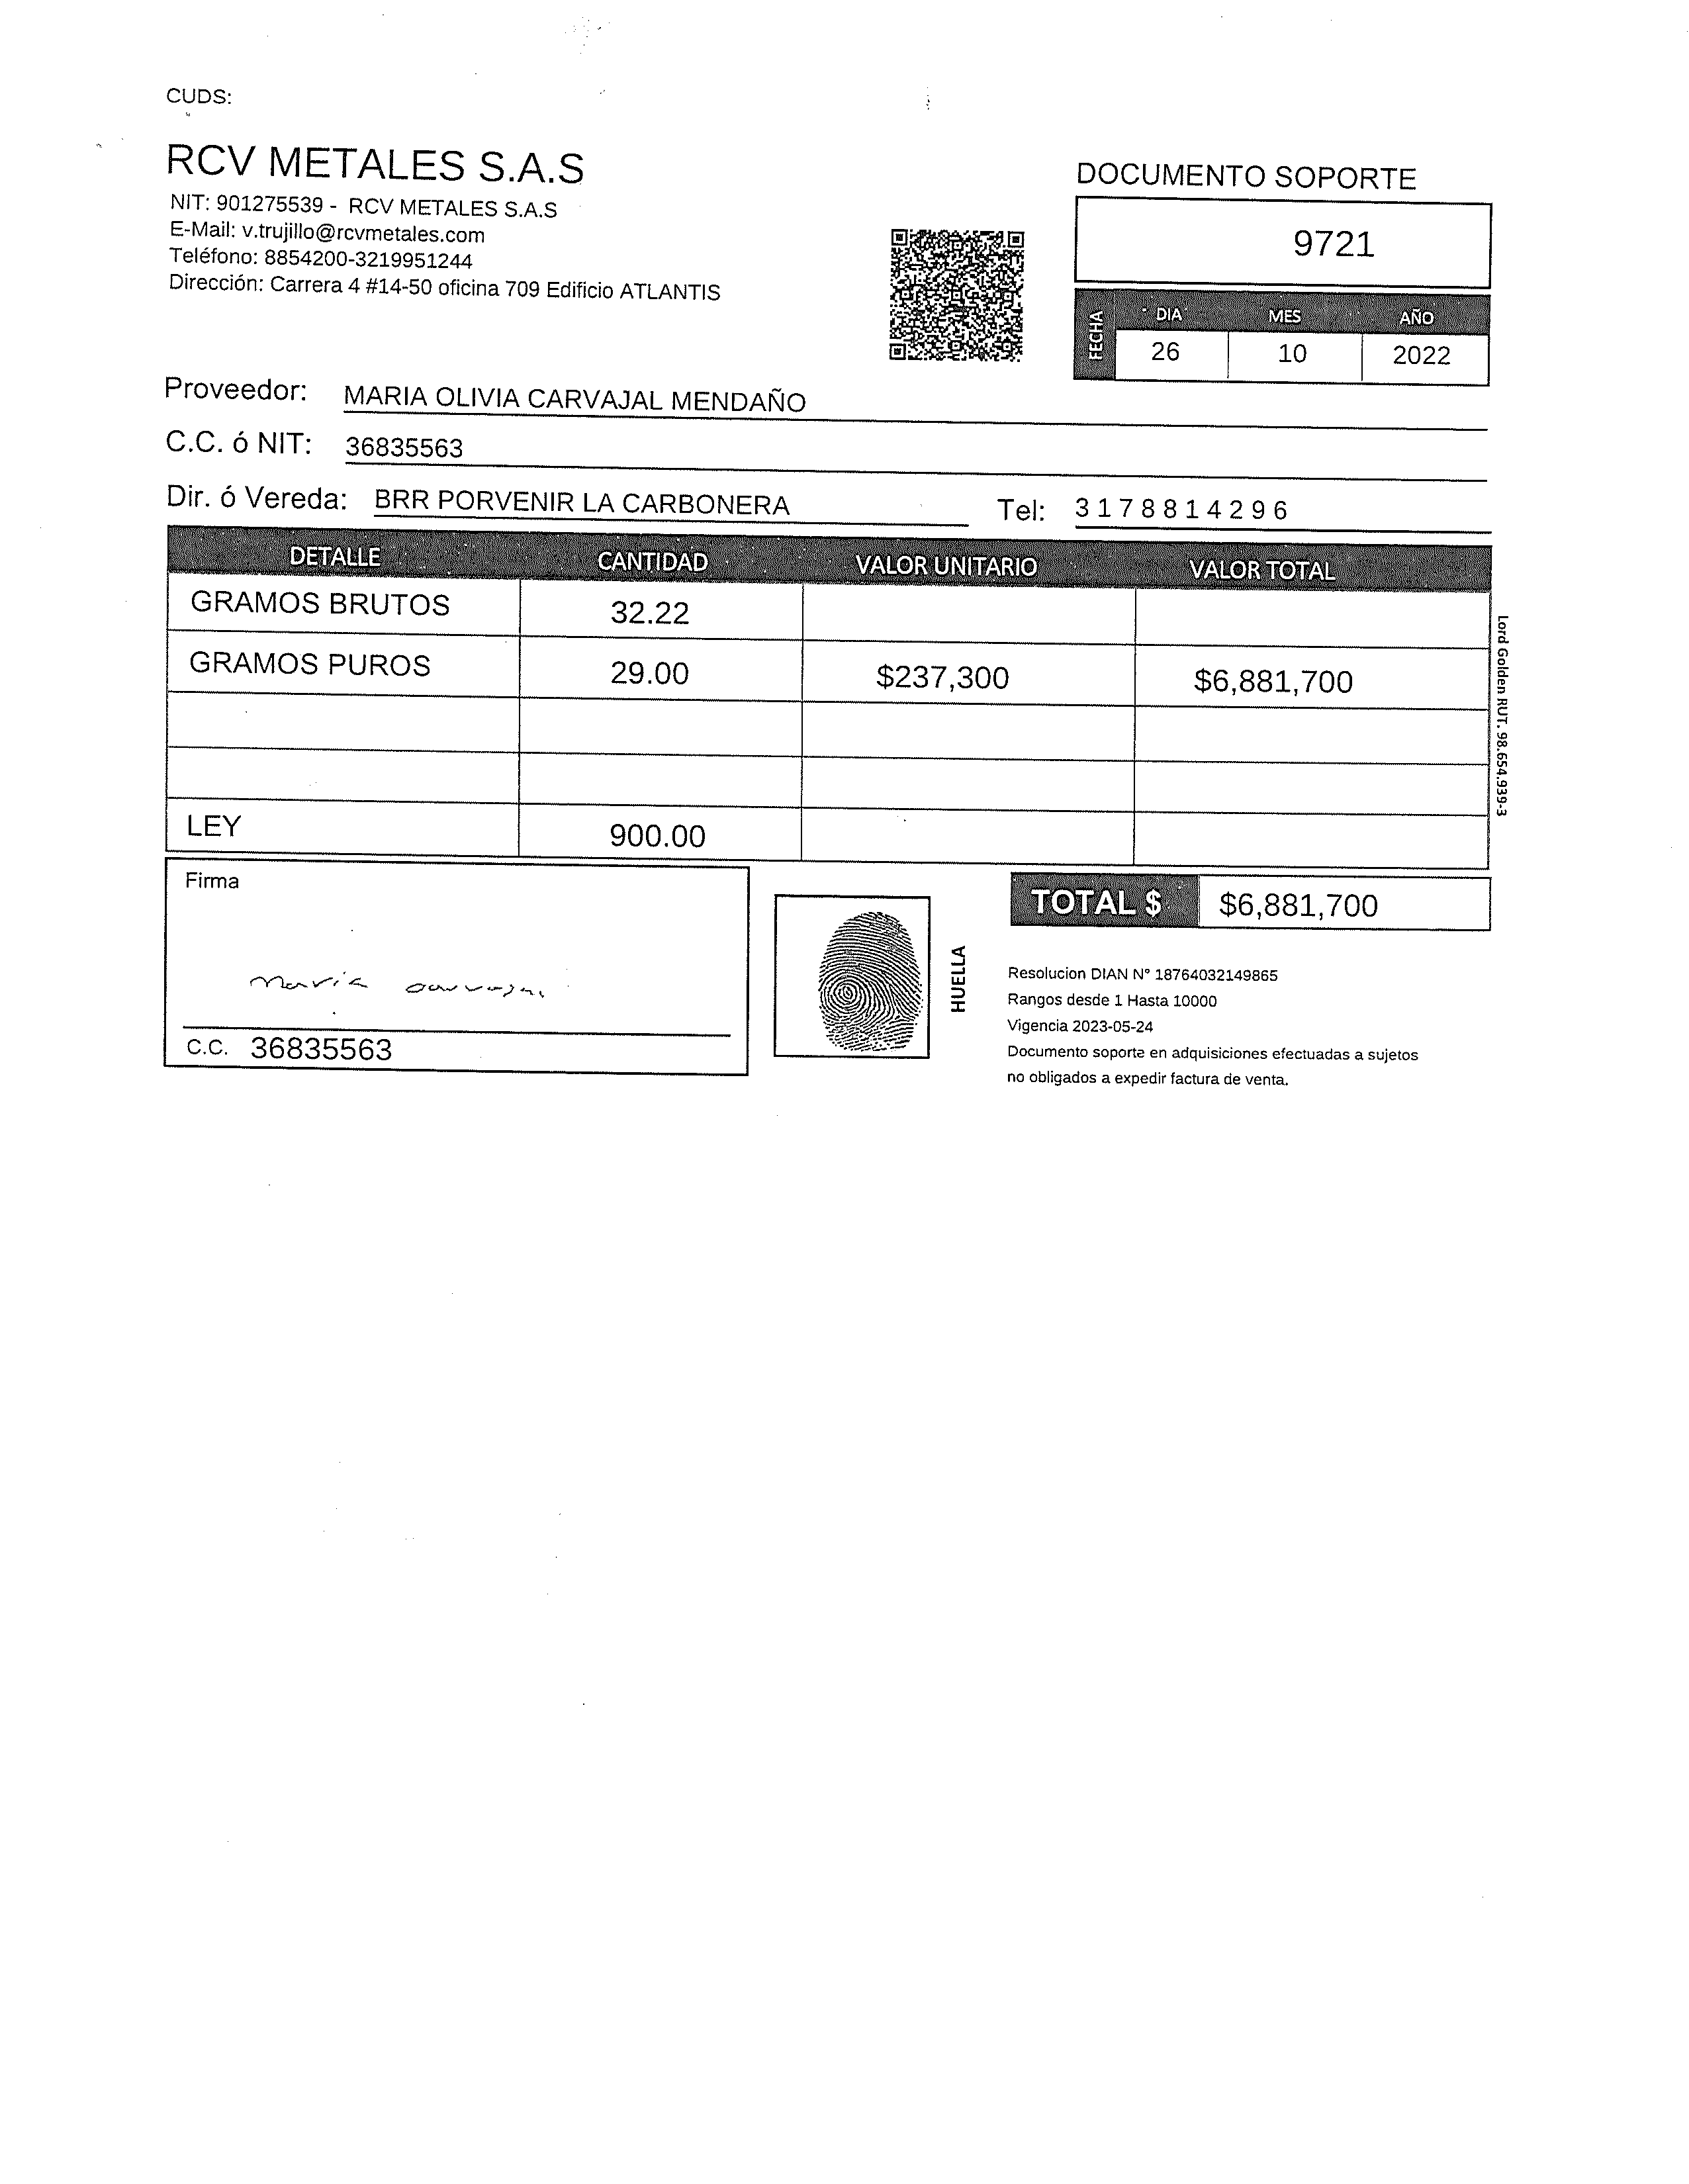 CUDS:
RCV METALES S.A.S
NIT: 901275539 - RCV METALES S.A.S
E-Mail: v.trujillo@rcvmetales.com
Teléfono: 8854200-3219951244
Dirección: Carrera 4 #14-50 oficina 709 Edificio ATLANTIS
DOCUMENTO SOPORTE
9721
FECHA
DIA MES AÑO
26 10 2022
Proveedor: MARIA OLIVIA CARVAJAL MENDAÑO
C.C. ó NIT: 36835563
Dir. ó Vereda: BRR PORVENIR LA CARBONERA Tel: 3178814296
DETALLE CANTIDAD VALOR UNITARIO VALOR TOTAL
GRAMOS BRUTOS 32.22
GRAMOS PUROS 29.00 $237,300 $6,881,700
LEY 900.00
Lord Golden RUT. 98.654.939-3
Firma
maria carvajal
C.C. 36835563
HUELLA
TOTAL $ $6,881,700
Resolucion DIAN N° 18764032149865
Rangos desde 1 Hasta 10000
Vigencia 2023-05-24
Documento soporte en adquisiciones efectuadas a sujetos
no obligados a expedir factura de venta.